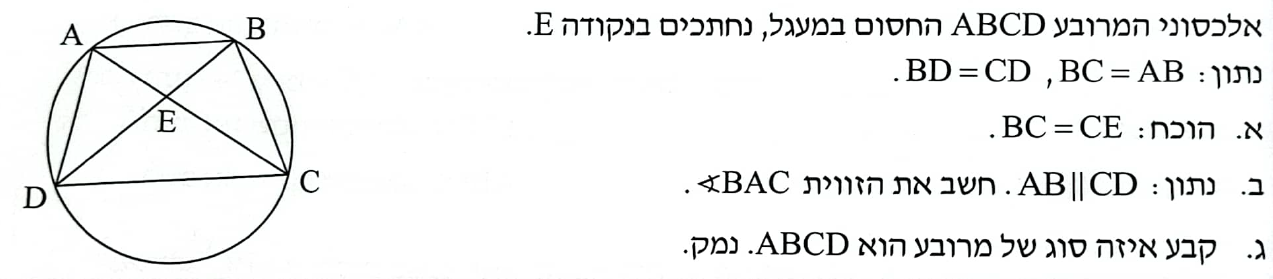 אלכסוני המרובע ABCD החסום במעגל, נחתכים בנקודה E.
נתון: BD = CD , BC = AB.
א. הוכח: BC = CE.
ב. נתון: AB || CD. חשב את הזווית ∢BAC.
ג. קבע איזה סוג של מרובע הוא ABCD. נמק.
A
B
E
C
D